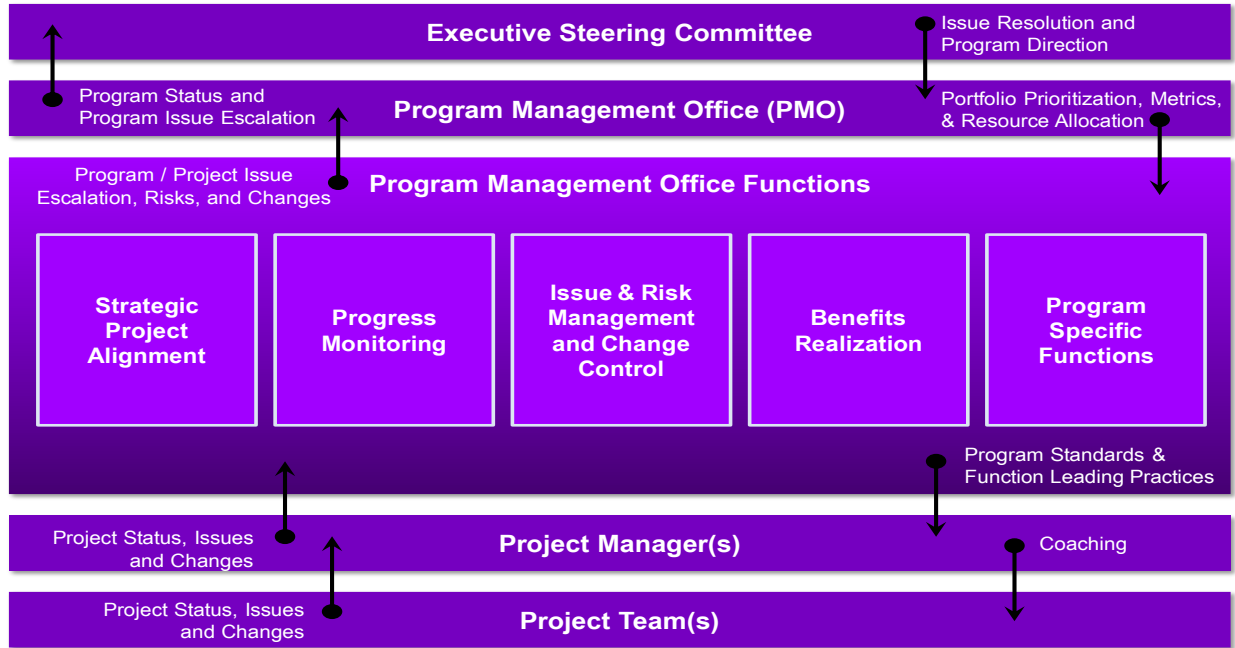 Executive Steering Committee
Issue Resolution and
Program Direction
Program Status and
Program Issue Escalation
Program Management Office (PMO)
Portfolio Prioritization, Metrics,
& Resource Allocation
Program / Project Issue
Escalation, Risks, and Changes
Program Management Office Functions
Strategic
Project
Alignment
Progress
Monitoring
Issue & Risk
Management
and Change
Control
Benefits
Realization
Program
Specific
Functions
Program Standards &
Function Leading Practices
Project Status, Issues
and Changes
Project Manager(s)
Coaching
Project Status, Issues
and Changes
Project Team(s)